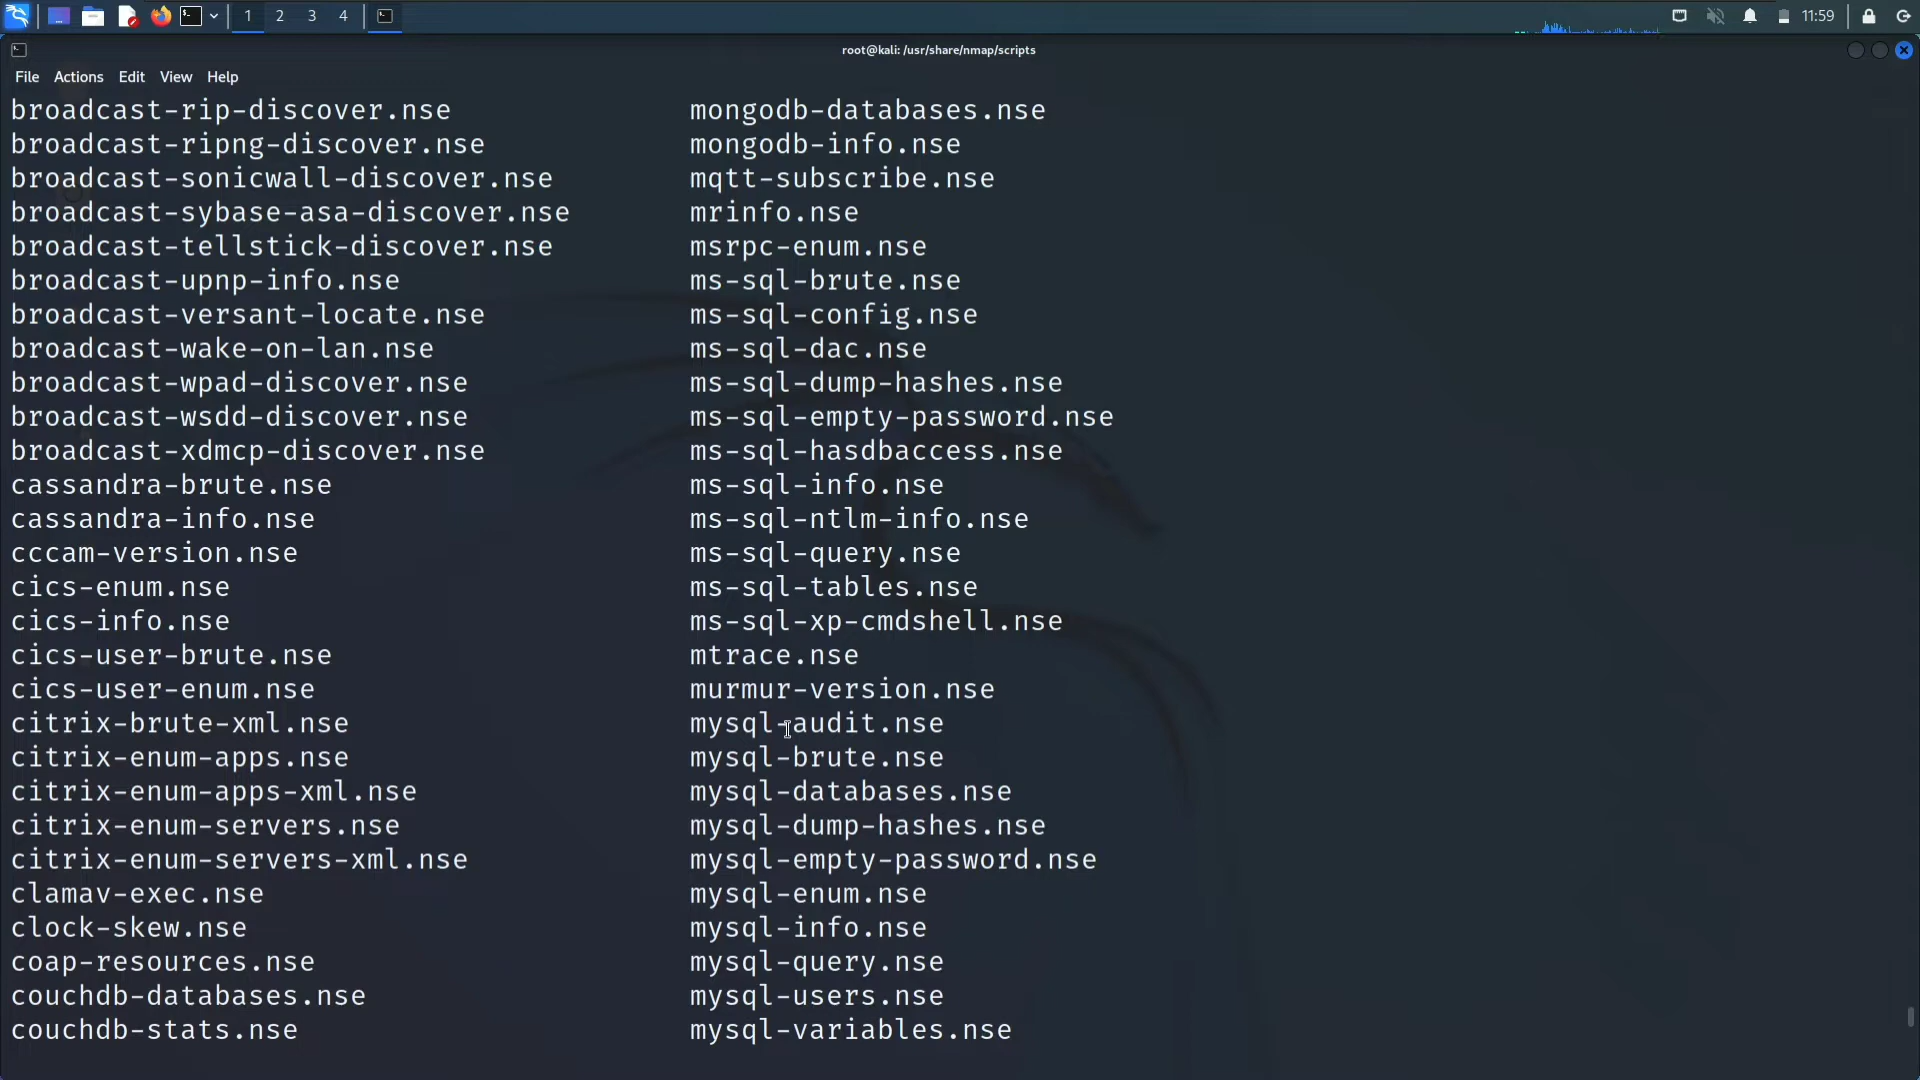 1 2 3 4
11:59
root@kali: /usr/share/nmap/scripts
File Actions Edit View Help
broadcast-rip-discover.nse mongodb-databases.nse
broadcast-ripng-discover.nse mongodb-info.nse
broadcast-sonicwall-discover.nse mqtt-subscribe.nse
broadcast-sybase-asa-discover.nse mrinfo.nse
broadcast-tellstick-discover.nse msrpc-enum.nse
broadcast-upnp-info.nse ms-sql-brute.nse
broadcast-versant-locate.nse ms-sql-config.nse
broadcast-wake-on-lan.nse ms-sql-dac.nse
broadcast-wpad-discover.nse ms-sql-dump-hashes.nse
broadcast-wsdd-discover.nse ms-sql-empty-password.nse
broadcast-xdmcp-discover.nse ms-sql-hasdbaccess.nse
cassandra-brute.nse ms-sql-info.nse
cassandra-info.nse ms-sql-ntlm-info.nse
cccam-version.nse ms-sql-query.nse
cics-enum.nse ms-sql-tables.nse
cics-info.nse ms-sql-xp-cmdshell.nse
cics-user-brute.nse mtrace.nse
cics-user-enum.nse murmur-version.nse
citrix-brute-xml.nse mysql-audit.nse
citrix-enum-apps.nse mysql-brute.nse
citrix-enum-apps-xml.nse mysql-databases.nse
citrix-enum-servers.nse mysql-dump-hashes.nse
citrix-enum-servers-xml.nse mysql-empty-password.nse
clamav-exec.nse mysql-enum.nse
clock-skew.nse mysql-info.nse
coap-resources.nse mysql-query.nse
couchdb-databases.nse mysql-users.nse
couchdb-stats.nse mysql-variables.nse